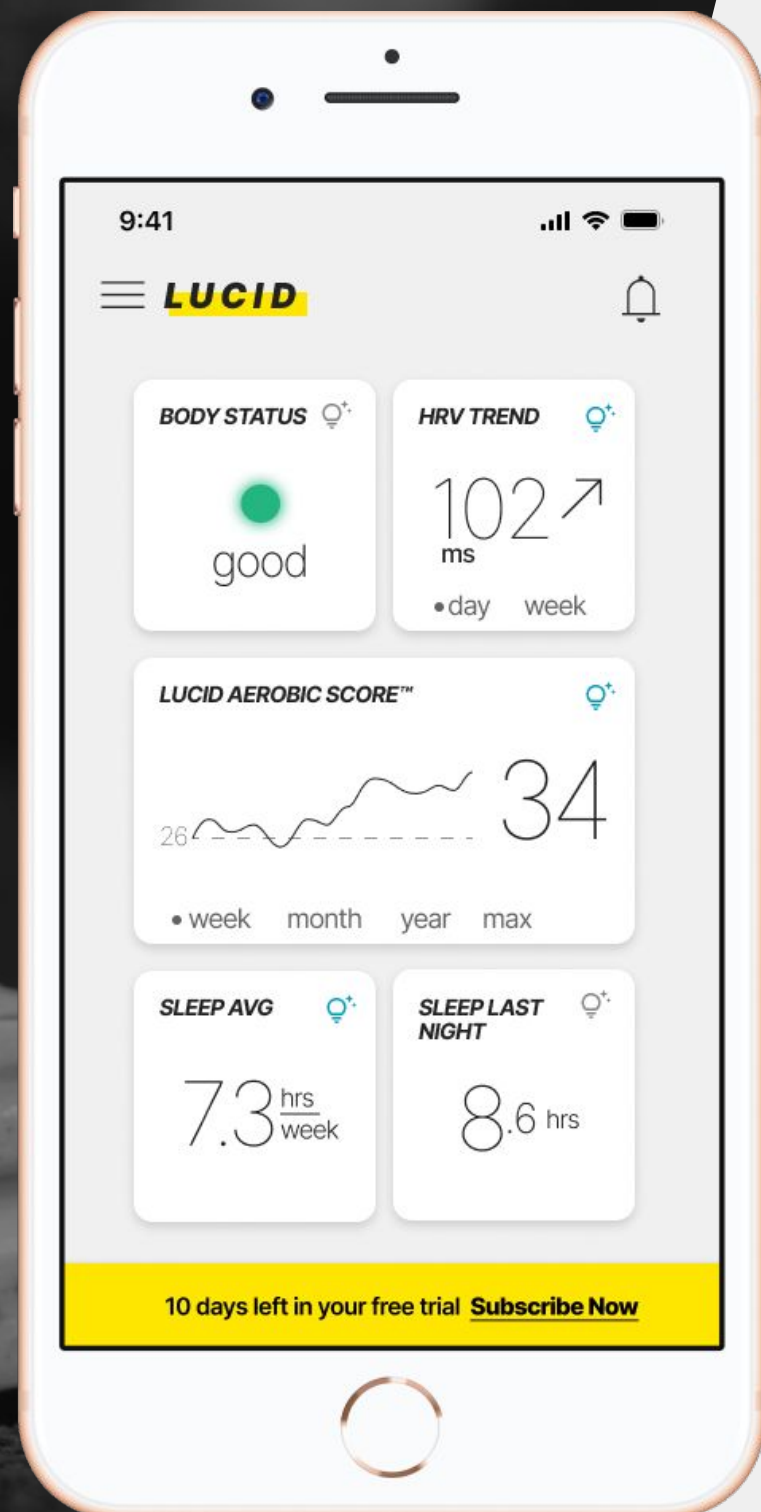 9:41
LUCID
BODY STATUS
good
HRV TREND
102
ms
•day week
LUCID AEROBIC SCORE™
26
34
• week month year max
SLEEP AVG
7.3 hrs
week
SLEEP LAST
NIGHT
8.6 hrs
10 days left in your free trial Subscribe Now